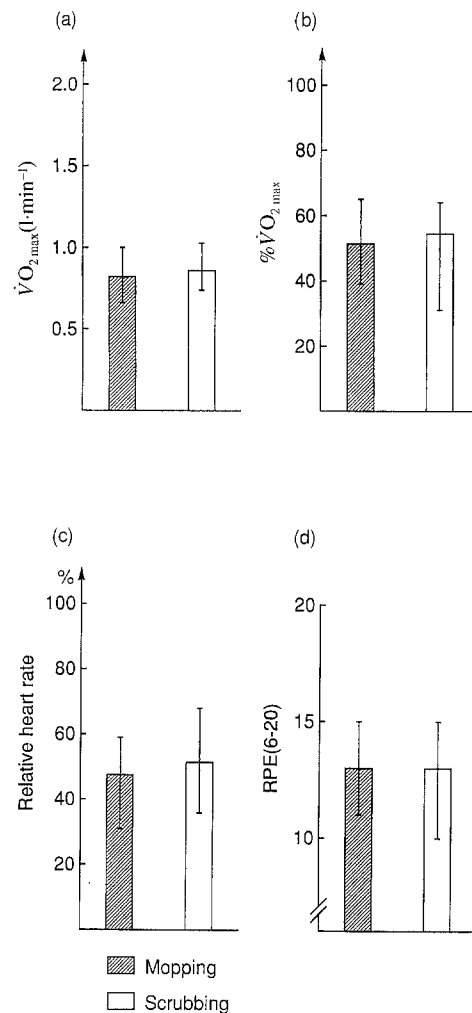 (a)
V̇O₂ max (l·min⁻¹)
2.0
1.5
1.0
0.5
(b)
%V̇O₂ max
100
80
60
40
20
(c)
%
Relative heart rate
100
80
60
40
20
(d)
RPE(6-20)
20
15
10
Mopping
Scrubbing